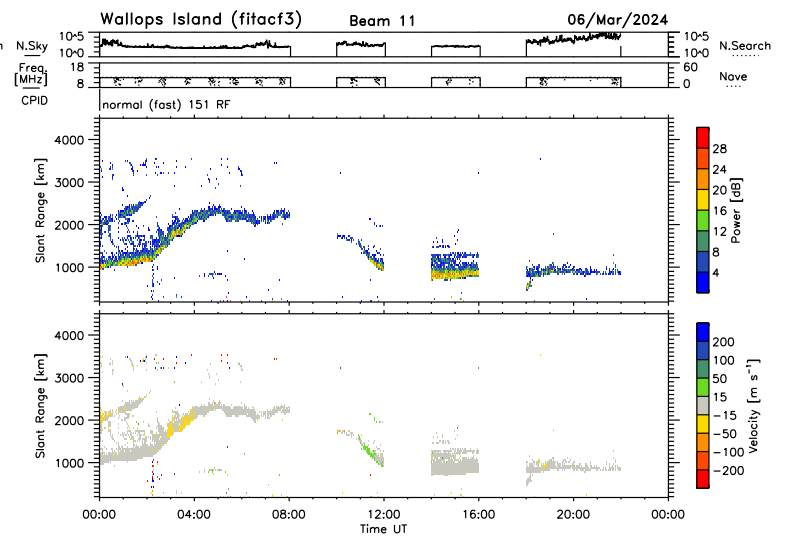 Wallops Island (fitacf3) Beam 11 06/Mar/2024
N.Sky 10^5 10^0 10^5 10^0 N.Search
Freq. [MHz] 18 8 60 0 Nave
CPID normal (fast) 151 RF
Slant Range [km] 4000 3000 2000 1000
28 24 20 16 12 8 4 Power [dB]
Slant Range [km] 4000 3000 2000 1000
200 100 50 15 -15 -50 -100 -200 Velocity [m s⁻¹]
00:00 04:00 08:00 12:00 16:00 20:00 00:00
Time UT